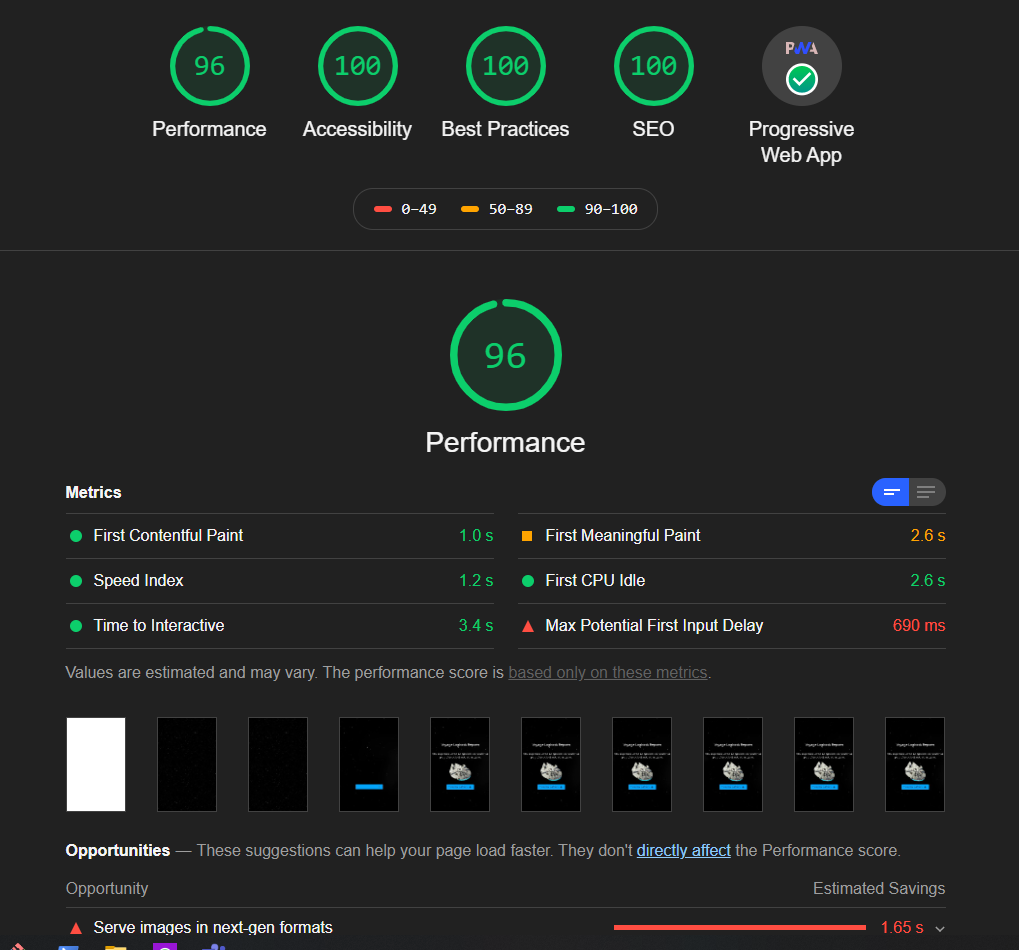 96
100
100
100
PWA
Performance
Accessibility
Best Practices
SEO
Progressive
Web App
0–49
50–89
90–100
96
Performance
Metrics
First Contentful Paint 1.0 s
First Meaningful Paint 2.6 s
Speed Index 1.2 s
First CPU Idle 2.6 s
Time to Interactive 3.4 s
Max Potential First Input Delay 690 ms
Values are estimated and may vary. The performance score is based only on these metrics.
Opportunities — These suggestions can help your page load faster. They don't directly affect the Performance score.
Opportunity Estimated Savings
Serve images in next-gen formats 1.65 s